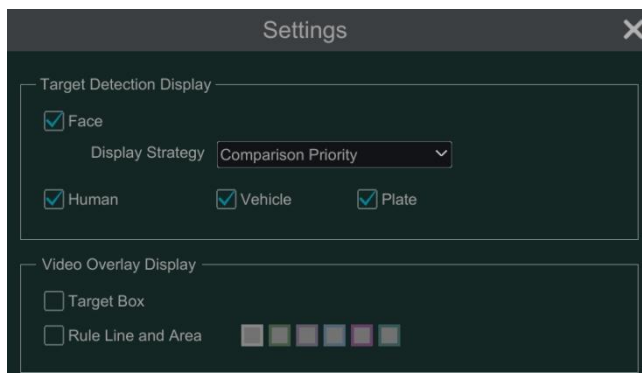 Settings
Target Detection Display
Face
Display Strategy Comparison Priority
Human Vehicle Plate
Video Overlay Display
Target Box
Rule Line and Area